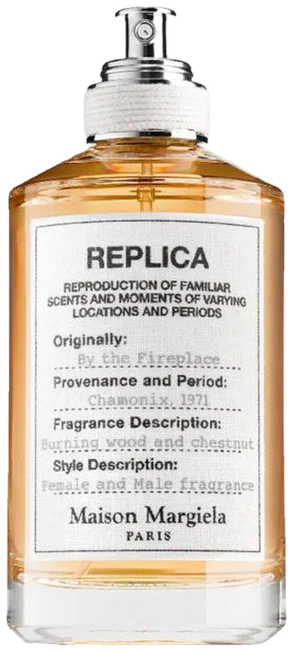 REPLICA
REPRODUCTION OF FAMILIAR
SCENTS AND MOMENTS OF VARYING
LOCATIONS AND PERIODS
Originally:
By the Fireplace
Provenance and Period:
Chamonix, 1971
Fragrance Description:
Burning wood and chestnut
Style Description:
Female and Male fragrance
Maison Margiela
PARIS